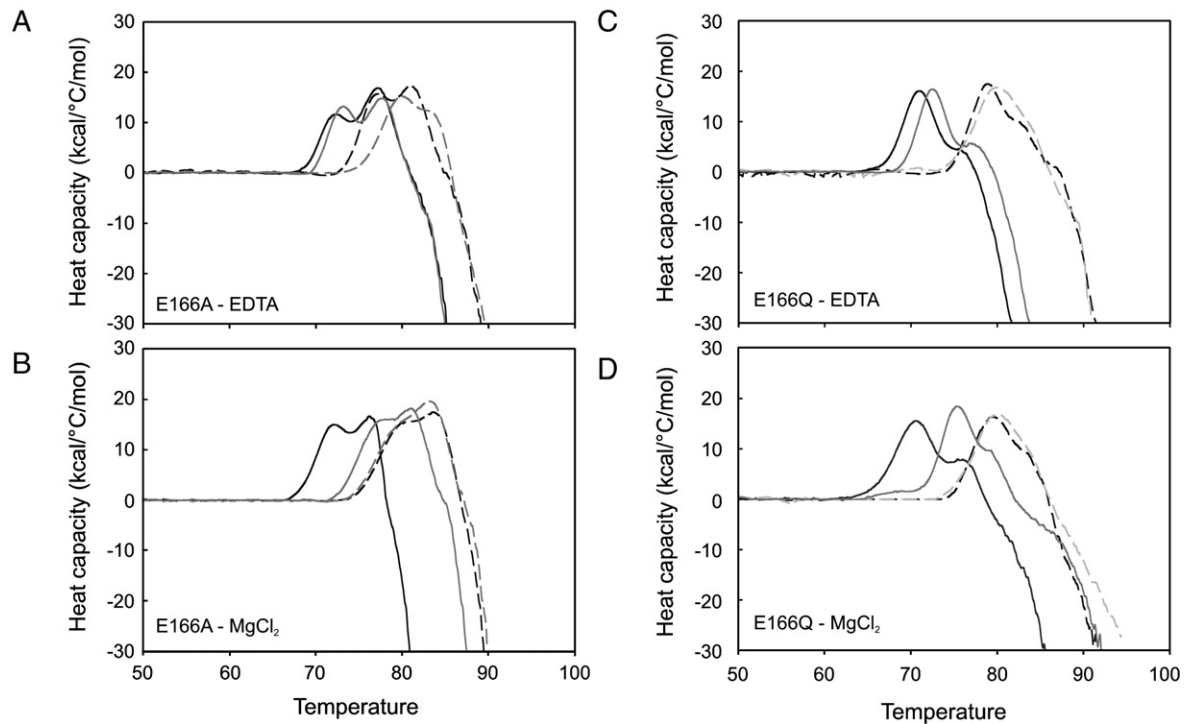 A
Heat capacity (kcal/°C/mol)
30
20
10
0
-10
-20
-30
E166A - EDTA
B
Heat capacity (kcal/°C/mol)
30
20
10
0
-10
-20
-30
E166A - MgCl₂
50 60 70 80 90 100
Temperature
C
Heat capacity (kcal/°C/mol)
30
20
10
0
-10
-20
-30
E166Q - EDTA
D
Heat capacity (kcal/°C/mol)
30
20
10
0
-10
-20
-30
E166Q - MgCl₂
50 60 70 80 90 100
Temperature